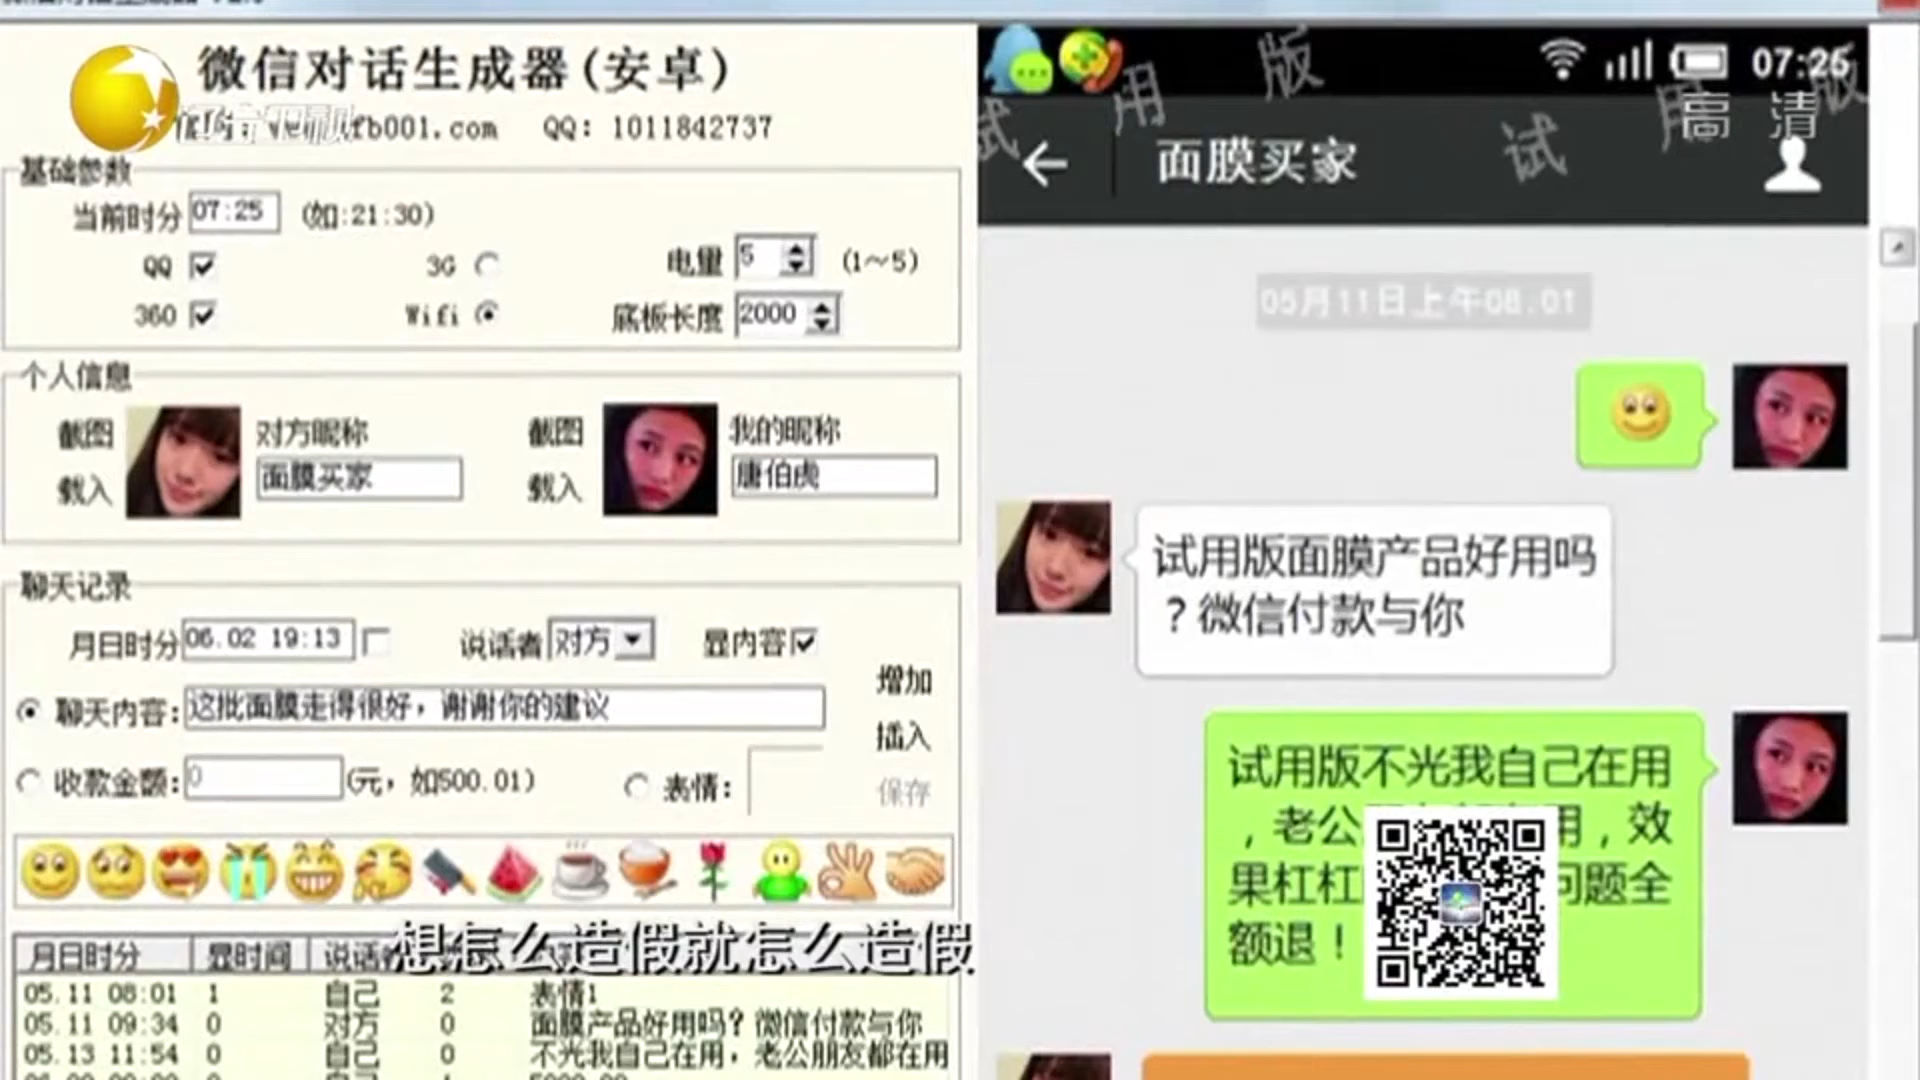 微信对话生成器(安卓)
fb001.com QQ: 1011842737
基础参数
当前时分 07:25 (如:21:30)
QQ 3G 电量 5 (1～5)
360 Wifi 底板长度 2000
个人信息
截图 对方昵称 截图 我的昵称
载入 面膜买家 载入 唐伯虎
聊天记录
月日时分 06.02 19:13 说话者 对方 显内容
增加
聊天内容: 这批面膜走得很好，谢谢你的建议
插入
收款金额: 0 (元，如500.01) 表情: 保存
月日时分 显时间 说话
05.11 08:01 1 自己 2 表情1
05.11 09:34 0 对方 0 面膜产品好用吗？微信付款与你
05.13 11:54 0 自己 0 不光我自己在用，老公朋友都在用
想怎么造假就怎么造假
07:25
试用版
试用版
高清
面膜买家
05月11日上午08.01
试用版面膜产品好用吗
？微信付款与你
试用版不光我自己在用
，老公 用，效
果杠杠 问题全
额退！